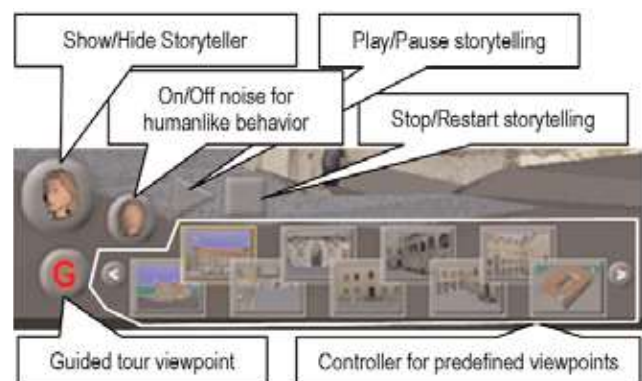 Show/Hide Storyteller
Play/Pause storytelling
On/Off noise for
humanlike behavior
Stop/Restart storytelling
G
<
>
Guided tour viewpoint
Controller for predefined viewpoints